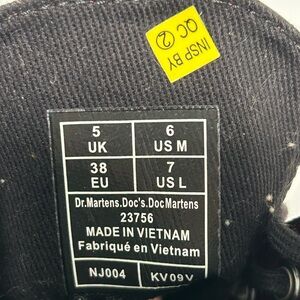 INSP BY
QC 2
5 6
UK US M
38 7
EU US L
Dr.Martens.Doc's.DocMartens
23756
MADE IN VIETNAM
Fabriqué en Vietnam
NJ004 KV09V